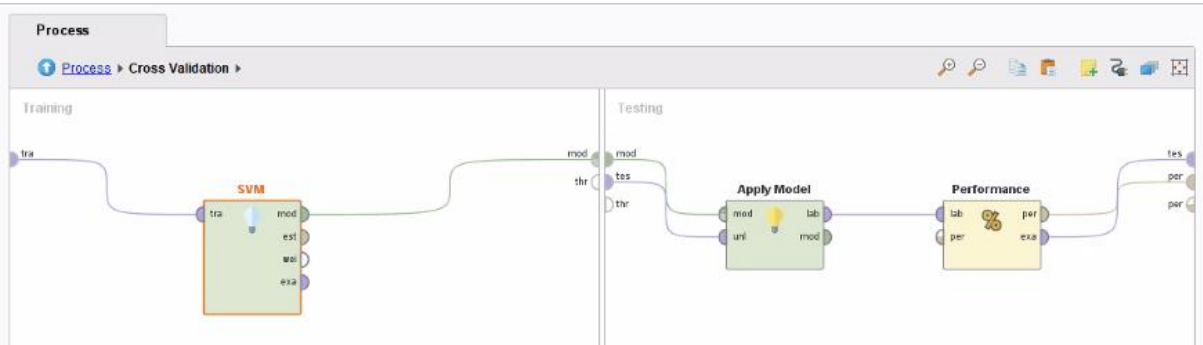 Process
Process ▸ Cross Validation ▸
Training
Testing
tra
mod
thr
SVM
tra
mod
est
wei
exa
mod
tes
thr
Apply Model
mod
lab
unl
mod
Performance
lab
per
per
exa
%
tes
per
per